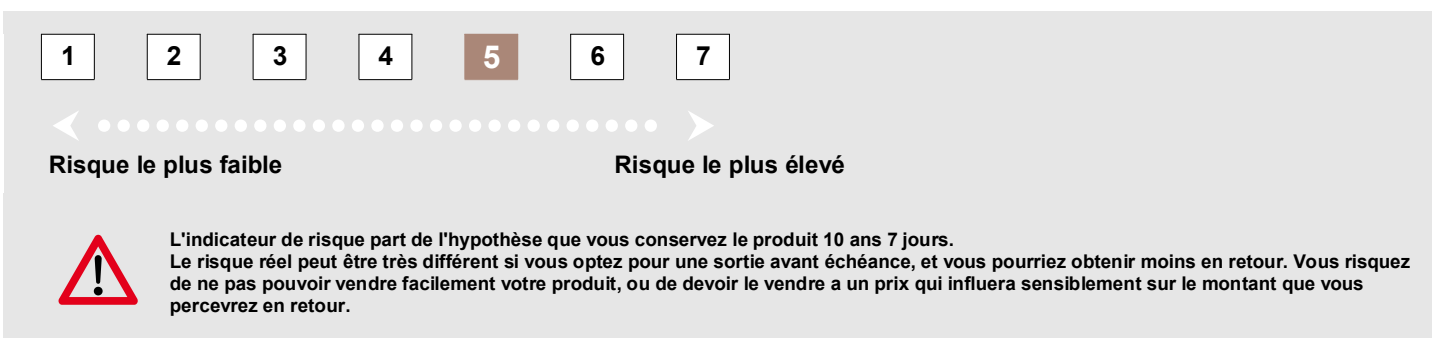 1 2 3 4 5 6 7
Risque le plus faible Risque le plus élevé
L'indicateur de risque part de l'hypothèse que vous conservez le produit 10 ans 7 jours.
Le risque réel peut être très différent si vous optez pour une sortie avant échéance, et vous pourriez obtenir moins en retour. Vous risquez
de ne pas pouvoir vendre facilement votre produit, ou de devoir le vendre a un prix qui influera sensiblement sur le montant que vous
percevrez en retour.